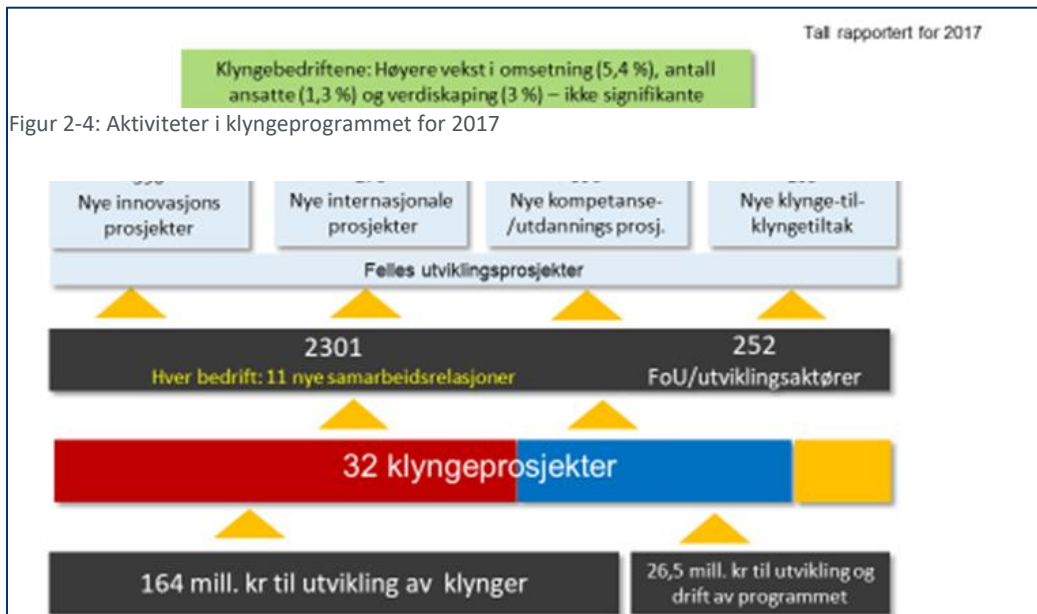 Tall rapportert for 2017
Klyngebedriftene: Høyere vekst i omsetning (5,4 %), antall
ansatte (1,3 %) og verdiskaping (3 %) – ikke signifikante
Figur 2-4: Aktiviteter i klyngeprogrammet for 2017
Nye innovasjons
prosjekter
Nye internasjonale
prosjekter
Nye kompetanse-
/utdannings prosj.
Nye klynge-til-
klyngetiltak
Felles utviklingsprosjekter
2301
Hver bedrift: 11 nye samarbeidsrelasjoner
252
FoU/utviklingsaktører
32 klyngeprosjekter
164 mill. kr til utvikling av klynger
26,5 mill. kr til utvikling og
drift av programmet